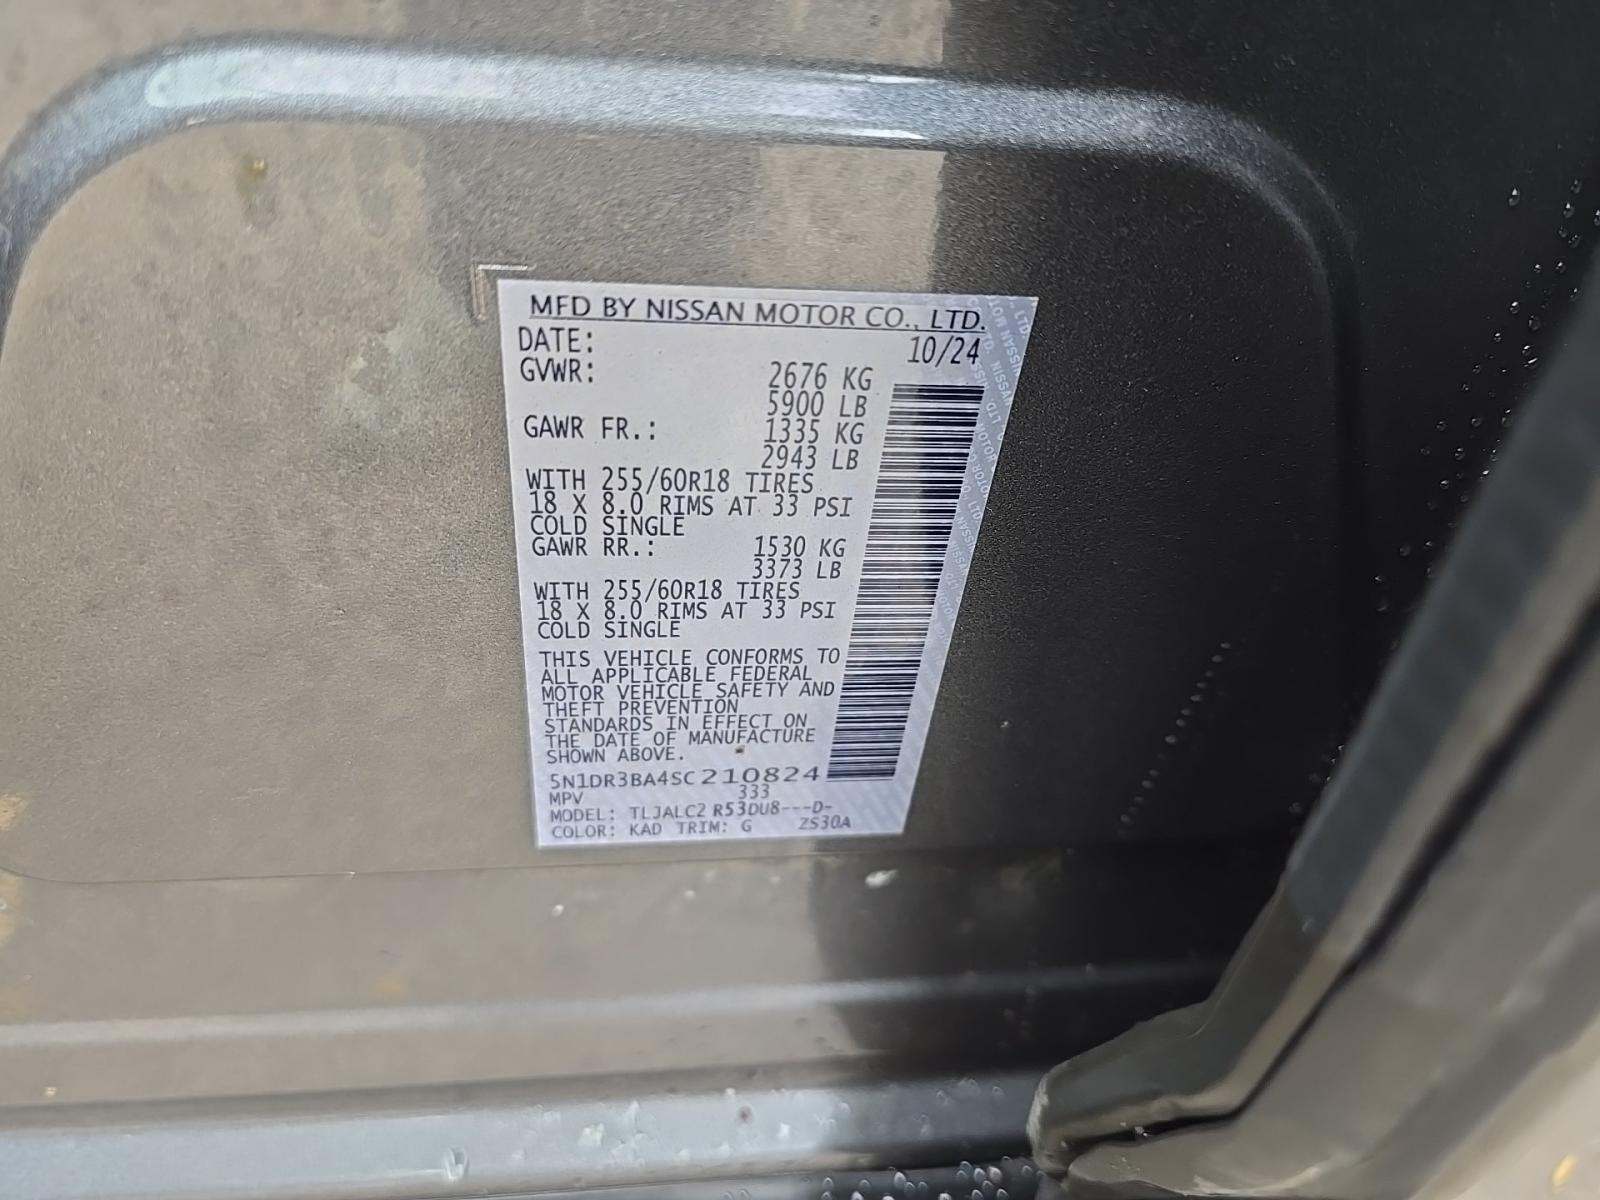 MFD BY NISSAN MOTOR CO., LTD.
DATE: 10/24
GVWR: 2676 KG
5900 LB
GAWR FR.: 1335 KG
2943 LB
WITH 255/60R18 TIRES
18 X 8.0 RIMS AT 33 PSI
COLD SINGLE
GAWR RR.: 1530 KG
3373 LB
WITH 255/60R18 TIRES
18 X 8.0 RIMS AT 33 PSI
COLD SINGLE
THIS VEHICLE CONFORMS TO
ALL APPLICABLE FEDERAL
MOTOR VEHICLE SAFETY AND
THEFT PREVENTION
STANDARDS IN EFFECT ON
THE DATE OF MANUFACTURE
SHOWN ABOVE.
5N1DR3BA4SC210824
MPV 333
MODEL: TLJALC2 R53DU8---D-
COLOR: KAD TRIM: G ZS30A